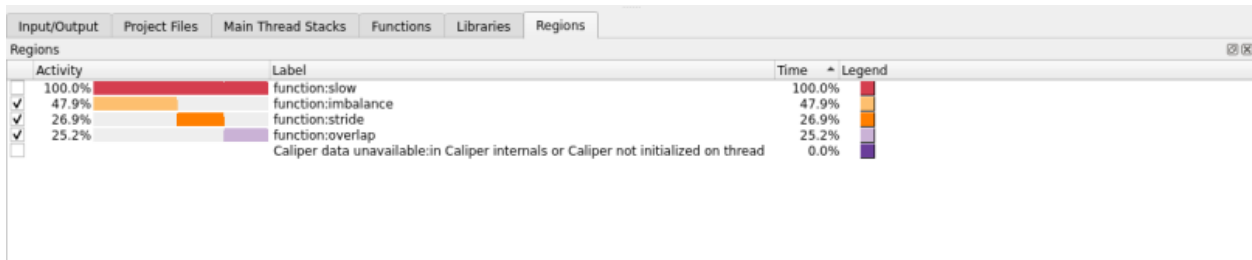 Input/Output Project Files Main Thread Stacks Functions Libraries Regions
Regions
Activity Label Time Legend
100.0% function:slow 100.0%
47.9% function:imbalance 47.9%
26.9% function:stride 26.9%
25.2% function:overlap 25.2%
Caliper data unavailable:in Caliper internals or Caliper not initialized on thread 0.0%